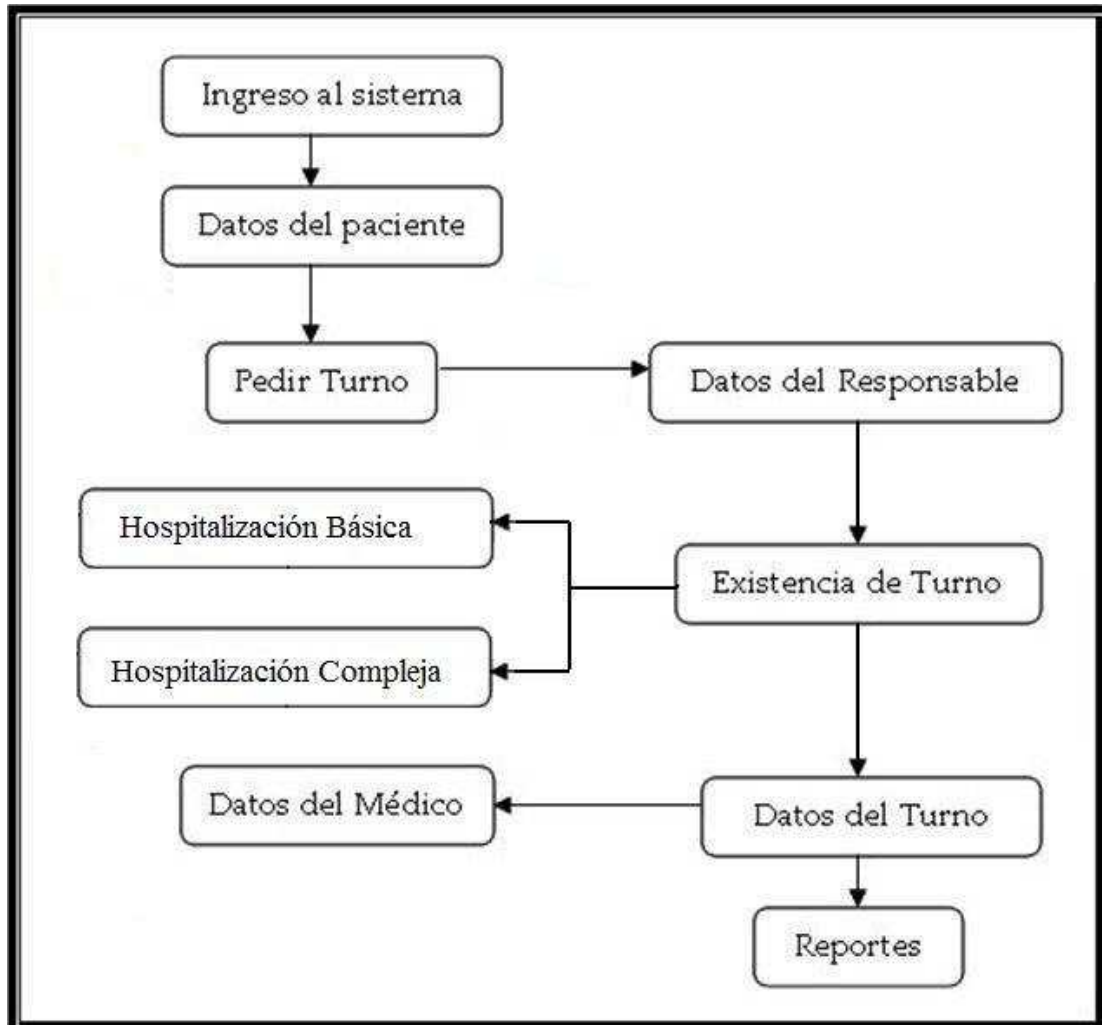 Ingreso al sistema
Datos del paciente
Pedir Turno
Datos del Responsable
Hospitalización Básica
Existencia de Turno
Hospitalización Compleja
Datos del Médico
Datos del Turno
Reportes